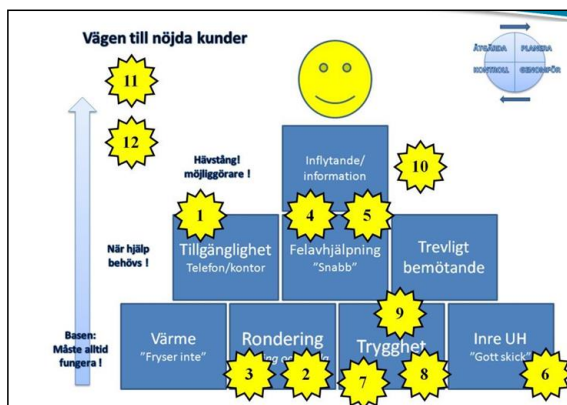 Vägen till nöjda kunder
ÅTGÄRDA PLANERA
KONTROLL GENOMFÖR
11
12
10
Hävstång!
möjliggörare !
Inflytande/
information
1
4
5
När hjälp
behövs !
Tillgänglighet
Telefon/kontor
Felavhjälpning
"Snabb"
Trevligt
bemötande
9
Basen:
Måste alltid
fungera !
Värme
"Fryser inte"
Rondering
Trygghet
Inre UH
"Gott skick"
3
2
7
8
6